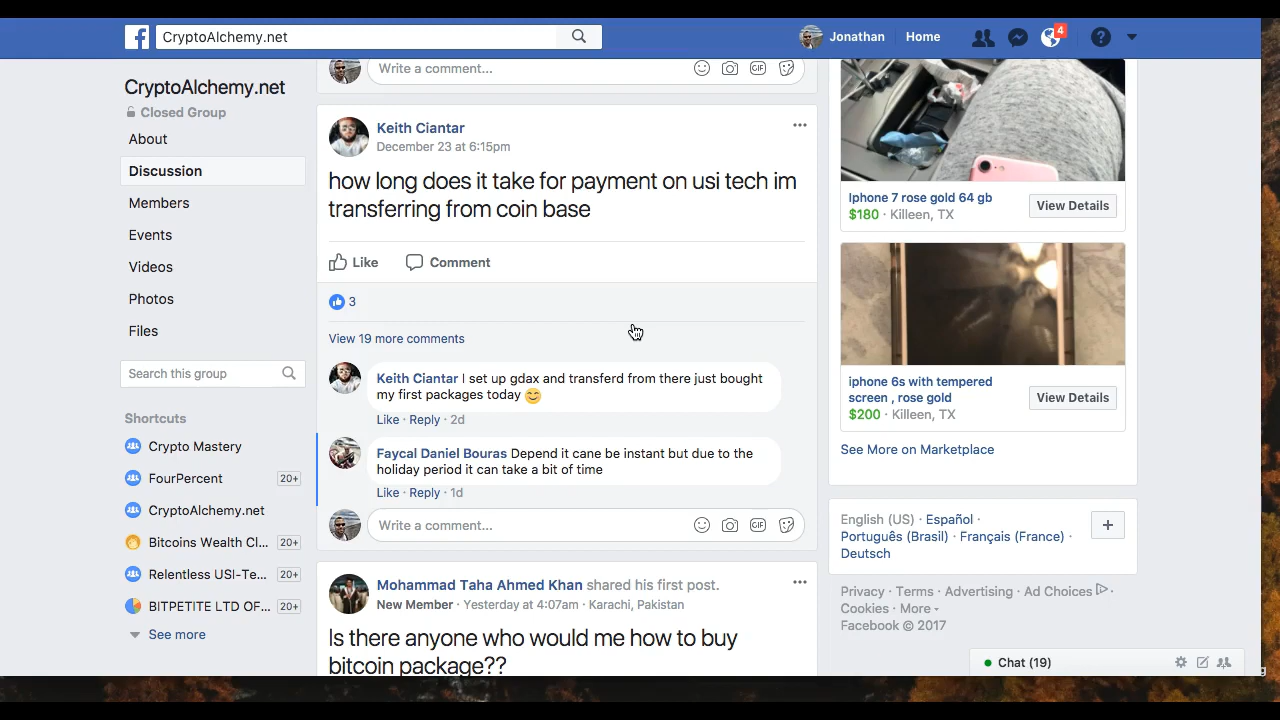 CryptoAlchemy.net
Jonathan
Home
4
CryptoAlchemy.net
Closed Group
About
Discussion
Members
Events
Videos
Photos
Files
Search this group
Shortcuts
Crypto Mastery
FourPercent 20+
CryptoAlchemy.net
Bitcoins Wealth Cl... 20+
Relentless USI-Te... 20+
BITPETITE LTD OF... 20+
See more
Write a comment...
GIF
Keith Ciantar
December 23 at 6:15pm
how long does it take for payment on usi tech im
transferring from coin base
Like Comment
3
View 19 more comments
Keith Ciantar I set up gdax and transferd from there just bought
my first packages today
Like · Reply · 2d
Faycal Daniel Bouras Depend it cane be instant but due to the
holiday period it can take a bit of time
Like · Reply · 1d
Write a comment...
GIF
Mohammad Taha Ahmed Khan shared his first post.
New Member · Yesterday at 4:07am · Karachi, Pakistan
Is there anyone who would me how to buy
bitcoin package??
Iphone 7 rose gold 64 gb
$180 · Killeen, TX
View Details
iphone 6s with tempered
screen , rose gold
$200 · Killeen, TX
View Details
See More on Marketplace
English (US) · Español ·
Português (Brasil) · Français (France) ·
Deutsch
Privacy · Terms · Advertising · Ad Choices ·
Cookies · More
Facebook © 2017
Chat (19)